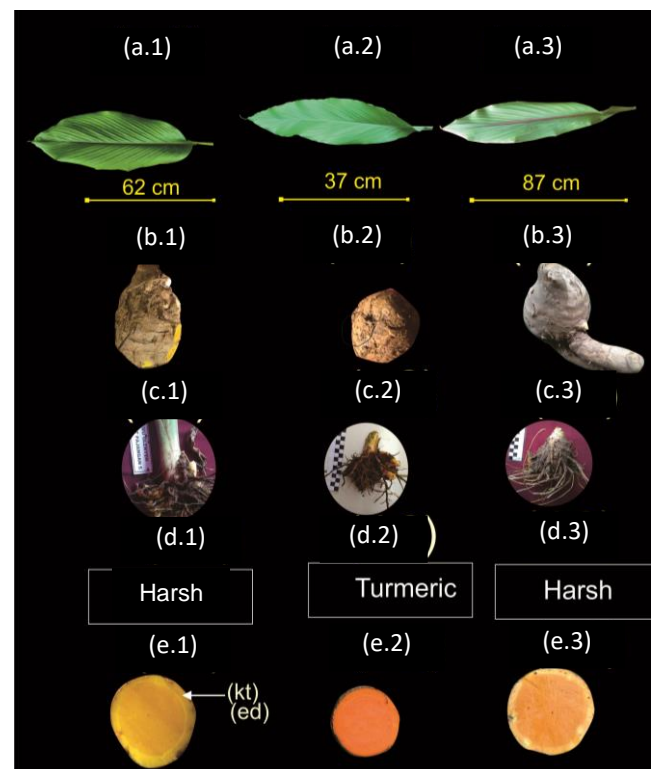 (a.1) (a.2) (a.3)
62 cm 37 cm 87 cm
(b.1) (b.2) (b.3)
(c.1) (c.2) (c.3)
(d.1) (d.2) )
(d.3)
Harsh Turmeric Harsh
(e.1) (e.2) (e.3)
(kt)
(ed)